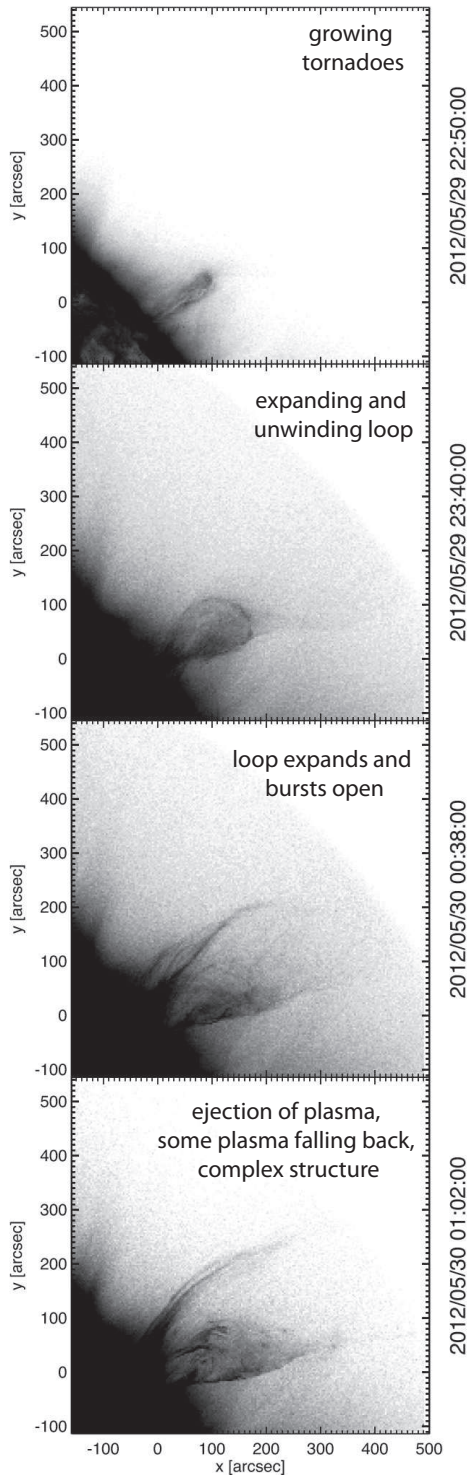 growing
tornadoes
500
400
300
200
100
0
-100
y [arcsec]
2012/05/29 22:50:00
expanding and
unwinding loop
500
400
300
200
100
0
-100
y [arcsec]
2012/05/29 23:40:00
loop expands and
bursts open
500
400
300
200
100
0
-100
y [arcsec]
2012/05/30 00:38:00
ejection of plasma,
some plasma falling back,
complex structure
500
400
300
200
100
0
-100
y [arcsec]
2012/05/30 01:02:00
-100 0 100 200 300 400 500
x [arcsec]